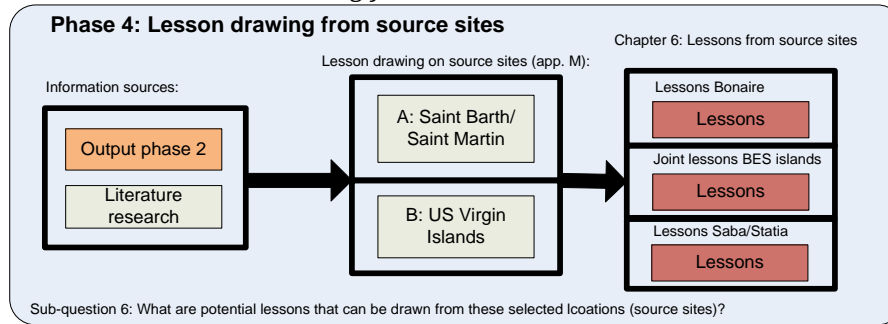 Phase 4: Lesson drawing from source sites
Information sources:
Output phase 2
Literature
research
Lesson drawing on source sites (app. M):
A: Saint Barth/
Saint Martin
B: US Virgin
Islands
Chapter 6: Lessons from source sites
Lessons Bonaire
Lessons
Joint lessons BES islands
Lessons
Lessons Saba/Statia
Lessons
Sub-question 6: What are potential lessons that can be drawn from these selected lcoations (source sites)?